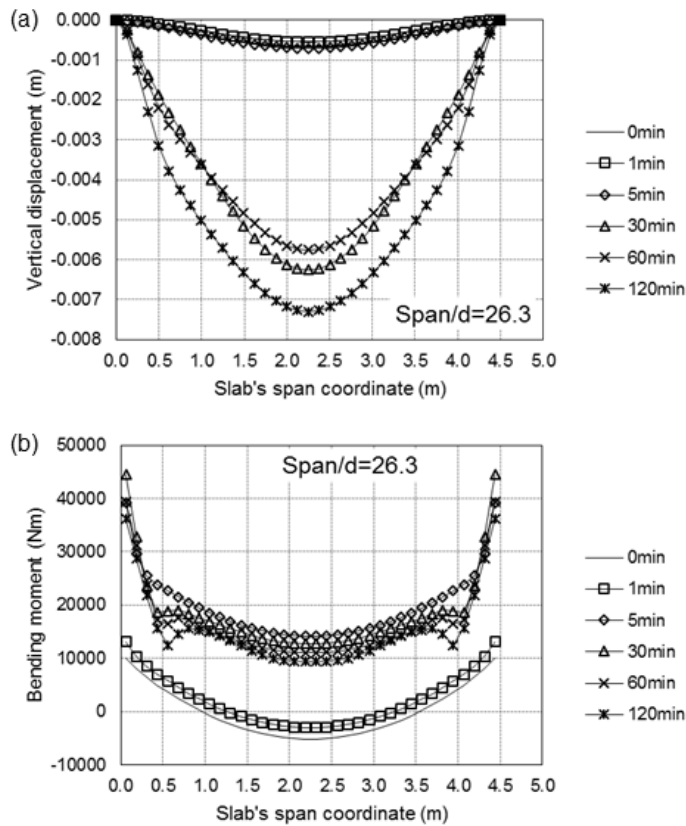 (a)
0.000
-0.001
-0.002
-0.003
-0.004
-0.005
-0.006
-0.007
-0.008
Vertical displacement (m)
Span/d=26.3
0.0 0.5 1.0 1.5 2.0 2.5 3.0 3.5 4.0 4.5 5.0
Slab's span coordinate (m)
0min
1min
5min
30min
60min
120min
(b)
50000
40000
30000
20000
10000
0
-10000
Bending moment (Nm)
Span/d=26.3
0.0 0.5 1.0 1.5 2.0 2.5 3.0 3.5 4.0 4.5 5.0
Slab's span coordinate (m)
0min
1min
5min
30min
60min
120min